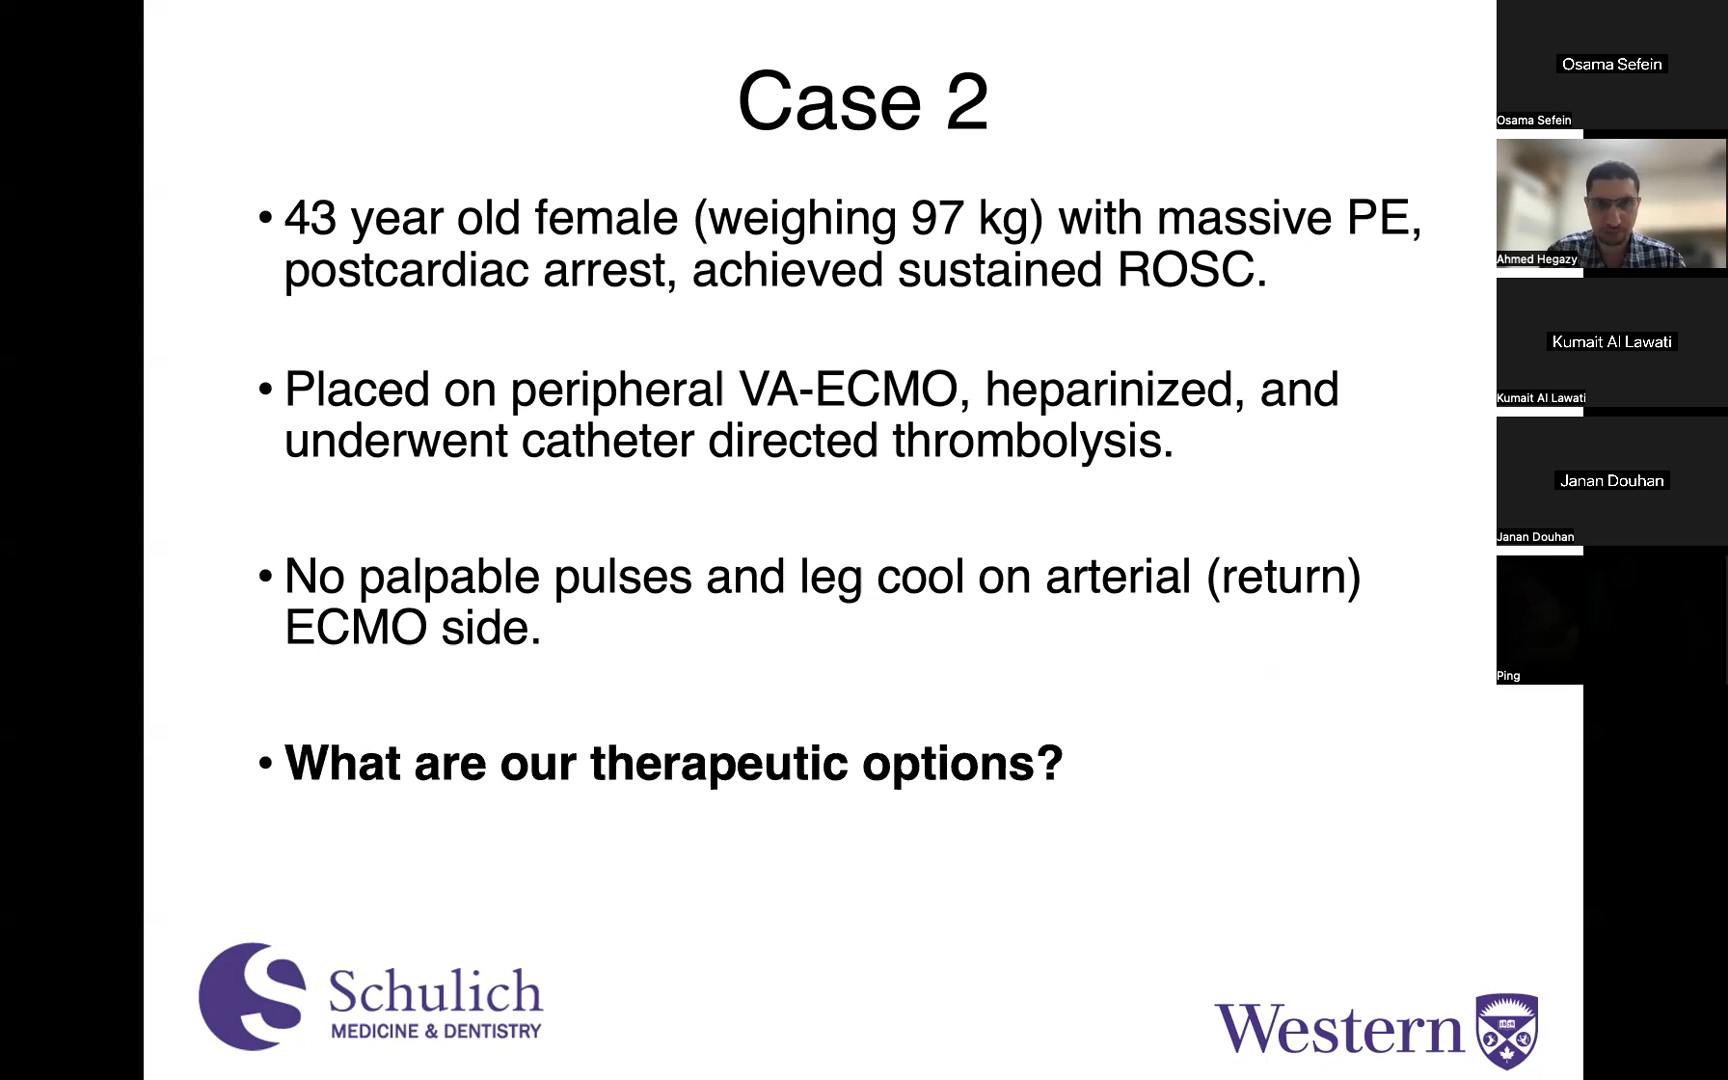 Case 2
• 43 year old female (weighing 97 kg) with massive PE,
postcardiac arrest, achieved sustained ROSC.
• Placed on peripheral VA-ECMO, heparinized, and
underwent catheter directed thrombolysis.
• No palpable pulses and leg cool on arterial (return)
ECMO side.
• What are our therapeutic options?
Schulich
MEDICINE & DENTISTRY
Western
Osama Sefein
Osama Sefein
Ahmed Hegazy
Kumait Al Lawati
Kumait Al Lawati
Janan Douhan
Janan Douhan
Ping